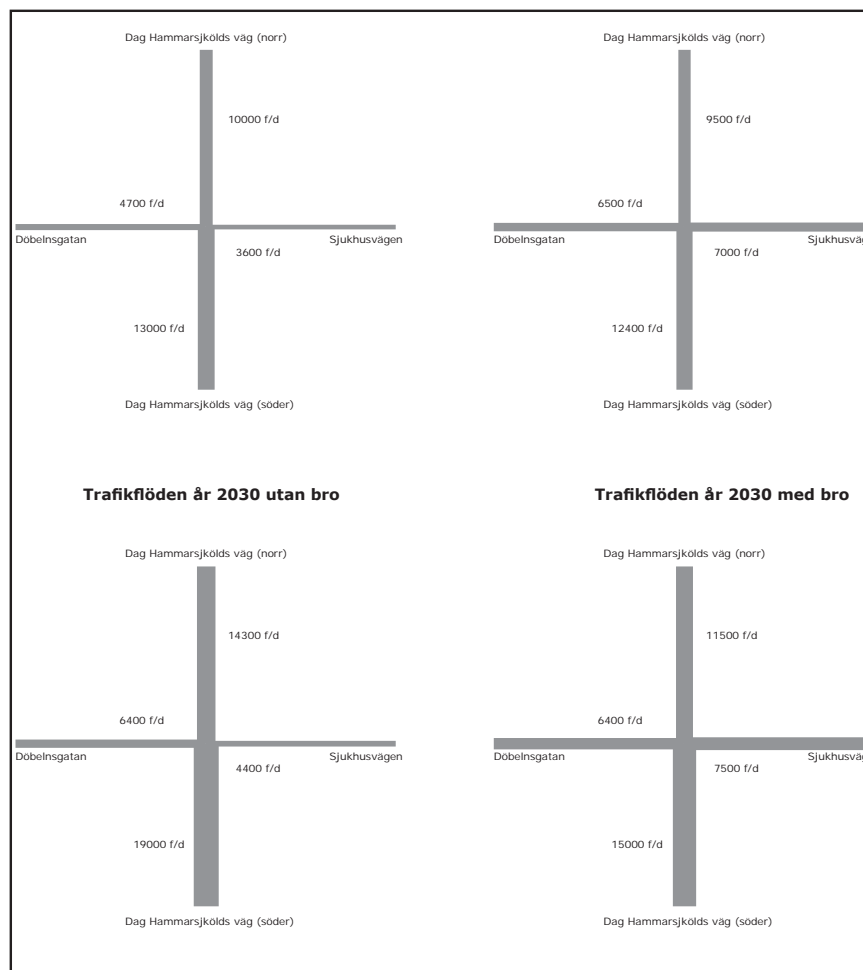 Dag Hammarsjkölds väg (norr)
10000 f/d
4700 f/d
Döbelnsgatan
Sjukhusvägen
3600 f/d
13000 f/d
Dag Hammarsjkölds väg (söder)
Dag Hammarsjkölds väg (norr)
9500 f/d
6500 f/d
Döbelnsgatan
Sjukhusväg
7000 f/d
12400 f/d
Dag Hammarsjkölds väg (söder)
Trafikflöden år 2030 utan bro
Dag Hammarsjkölds väg (norr)
14300 f/d
6400 f/d
Döbelnsgatan
Sjukhusvägen
4400 f/d
19000 f/d
Dag Hammarsjkölds väg (söder)
Trafikflöden år 2030 med bro
Dag Hammarsjkölds väg (norr)
11500 f/d
6400 f/d
Döbelnsgatan
Sjukhusväg
7500 f/d
15000 f/d
Dag Hammarsjkölds väg (söder)